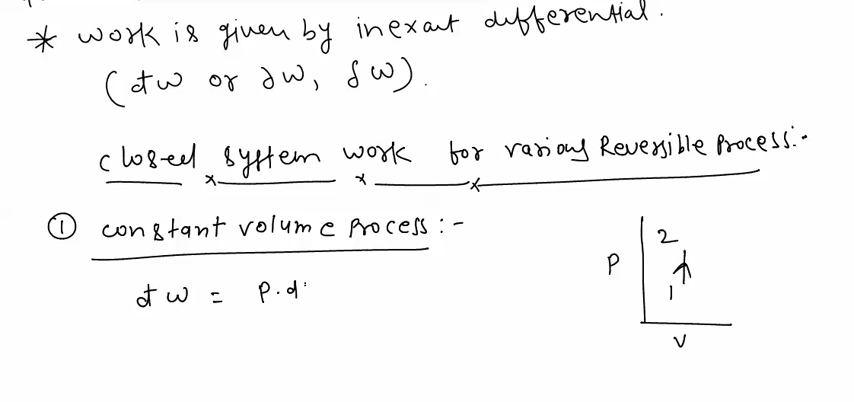 * work is given by inexact differential.
(đw or ∂w, δw).
closed system work for various Reversible Process:-
① constant volume process :-
đw = P.d
P
2
1
V